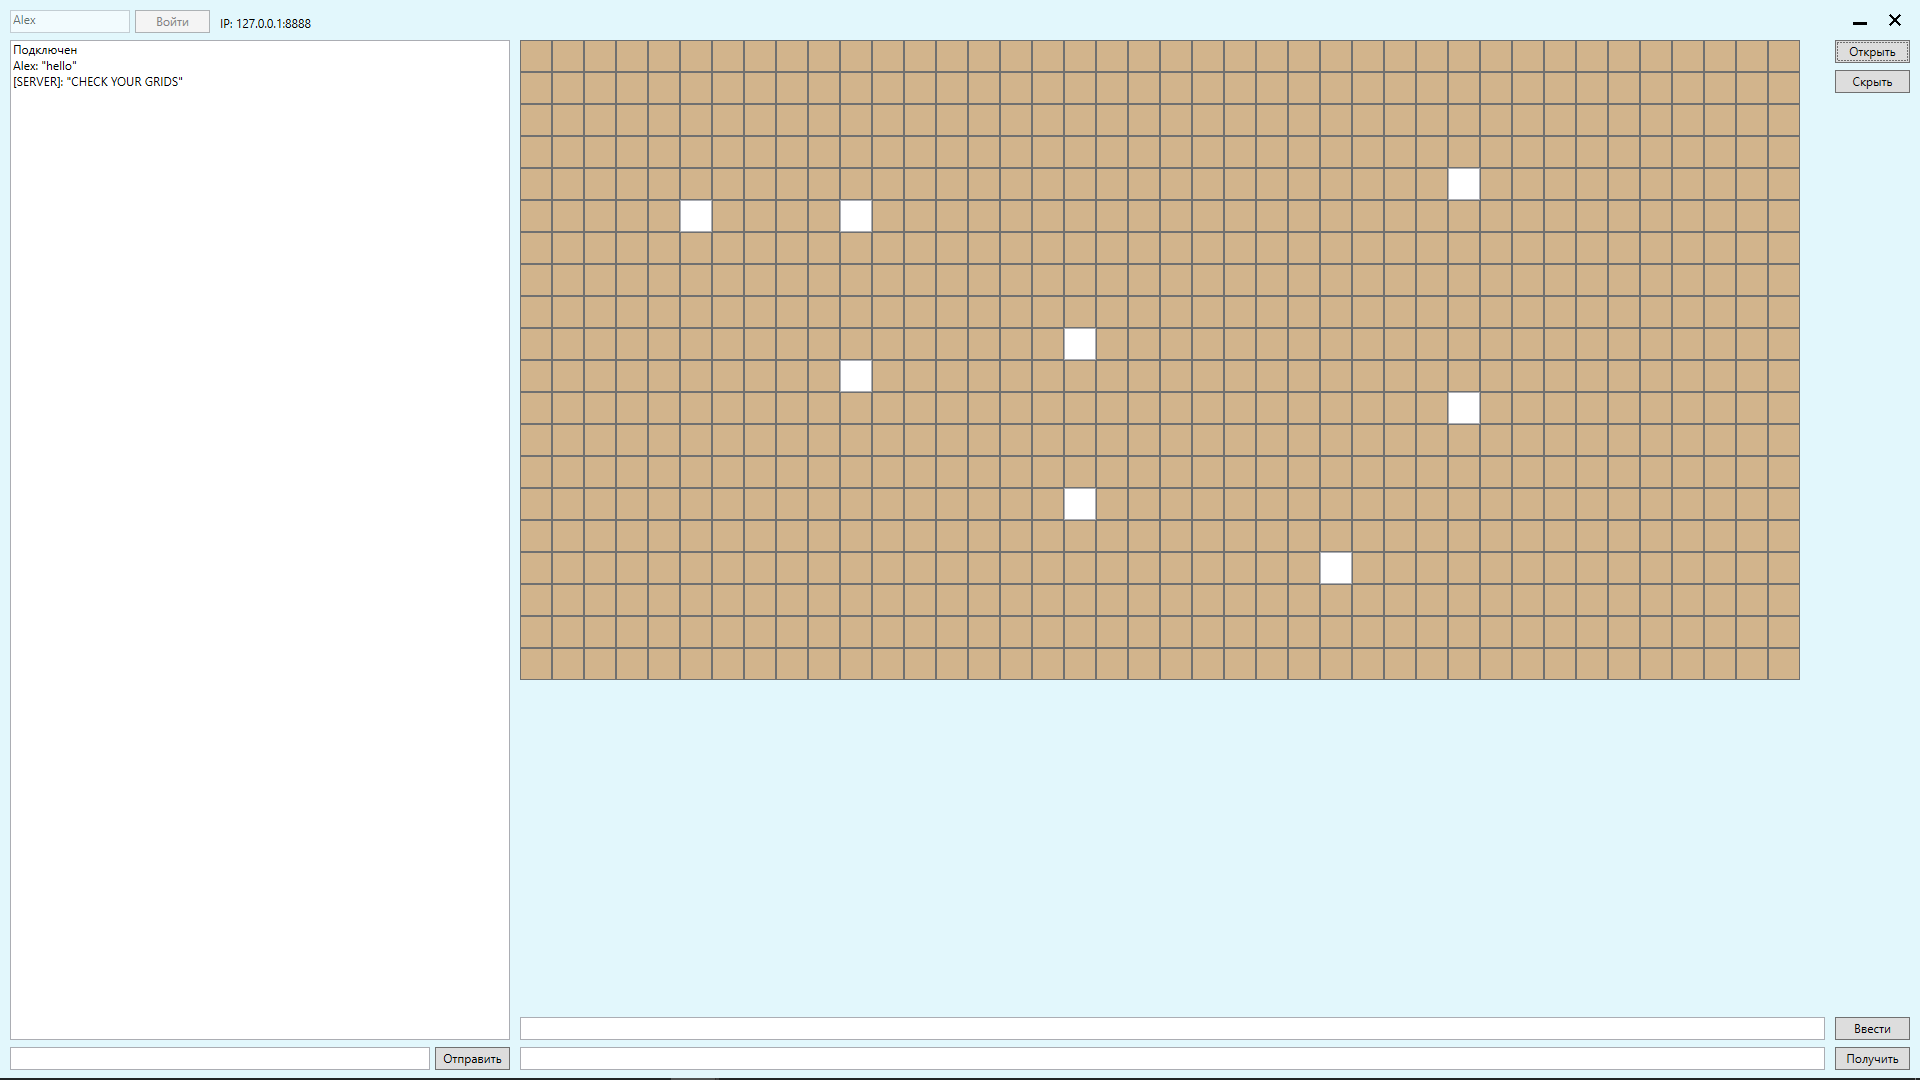 Alex
Войти
IP: 127.0.0.1:8888
Подключен
Alex: "hello"
[SERVER]: "CHECK YOUR GRIDS"
Открыть
Скрыть
Ввести
Отправить
Получить